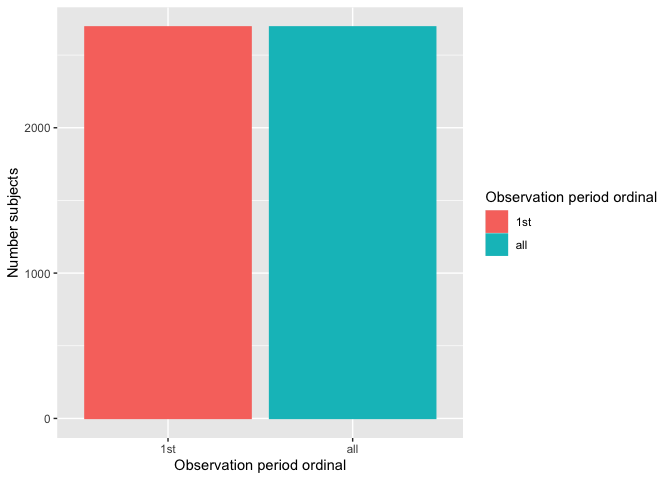 Number subjects
2000
1000
0
1st
all
Observation period ordinal
Observation period ordinal
1st
all